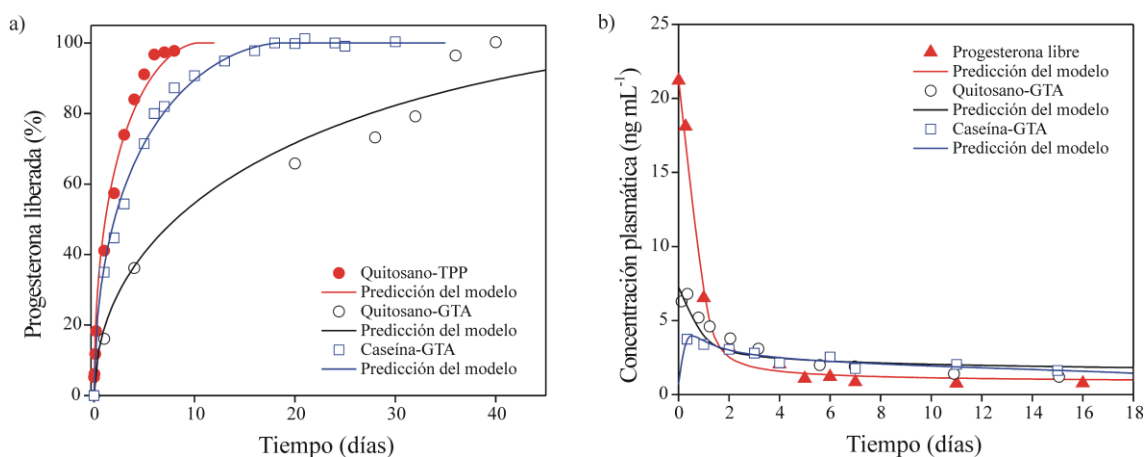 a)
Progesterona liberada (%)
100
80
60
40
20
0
Quitosano-TPP
Predicción del modelo
Quitosano-GTA
Predicción del modelo
Caseína-GTA
Predicción del modelo
0 10 20 30 40
Tiempo (días)
b)
Concentración plasmática (ng mL⁻¹)
25
20
15
10
5
0
Progesterona libre
Predicción del modelo
Quitosano-GTA
Predicción del modelo
Caseína-GTA
Predicción del modelo
0 2 4 6 8 10 12 14 16 18
Tiempo (días)